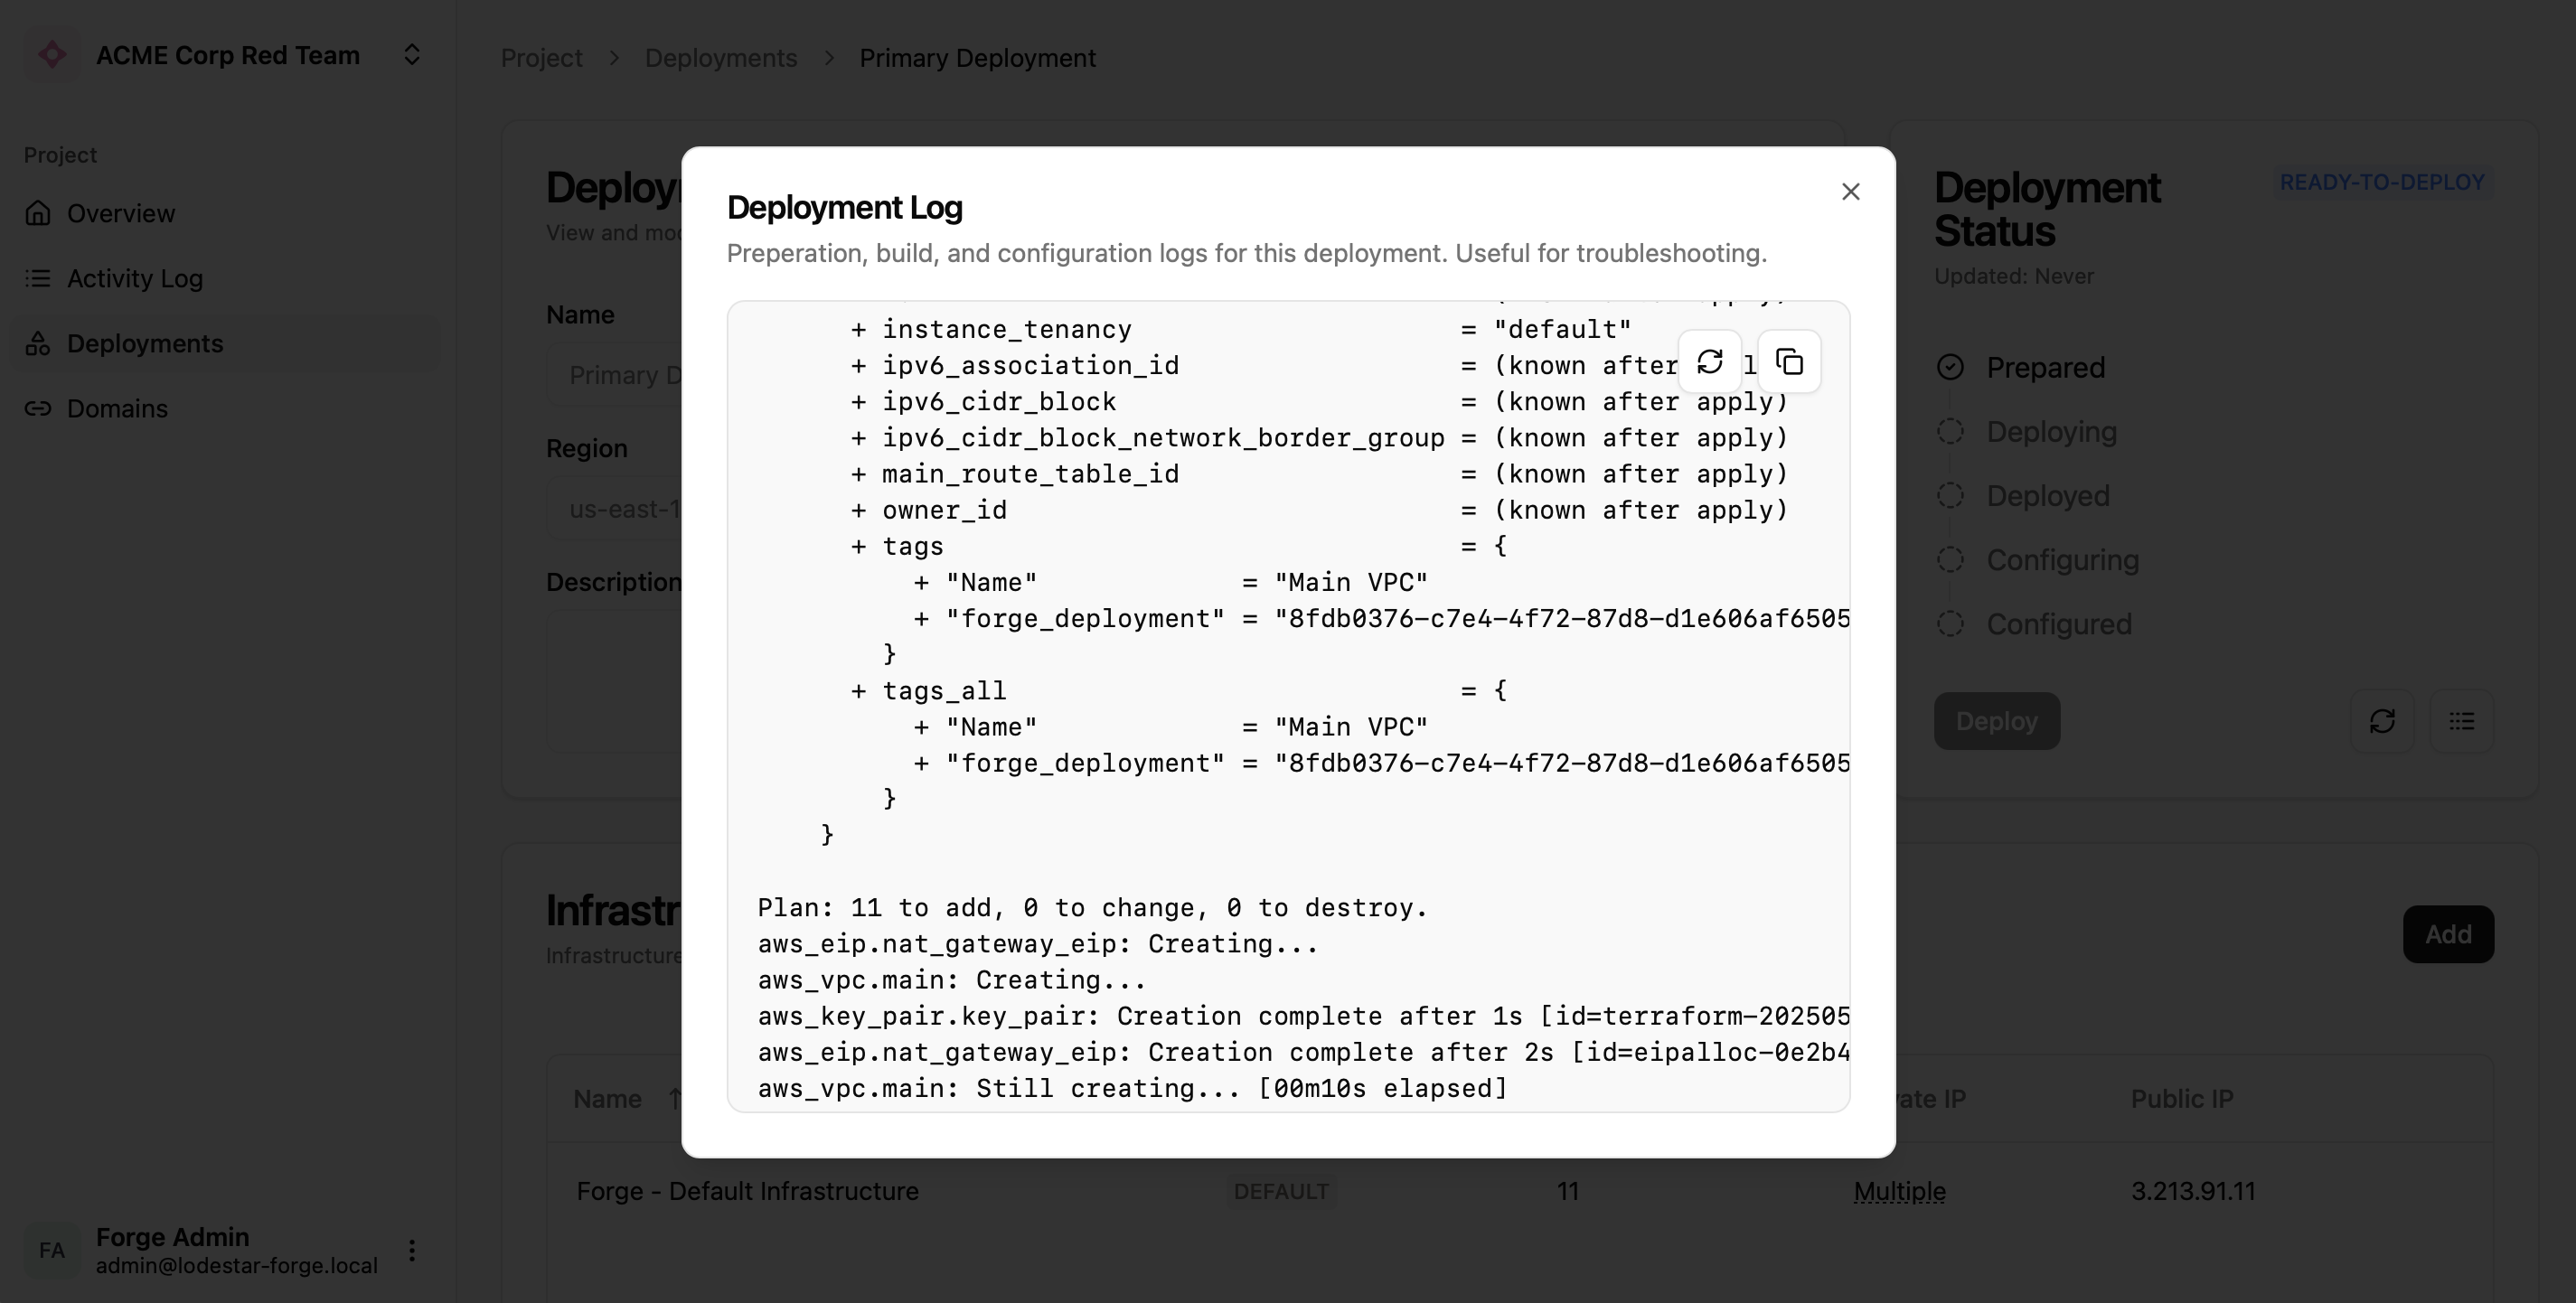 ACME Corp Red Team
Project
Overview
Activity Log
Deployments
Domains
Forge Admin
admin@lodestar-forge.local
FA
Project > Deployments > Primary Deployment
View and
Name
Primary
Region
us-east-1
Description
Deployment Log
Preperation, build, and configuration logs for this deployment. Useful for troubleshooting.
+ instance_tenancy = "default"
+ ipv6_association_id = (known after
+ ipv6_cidr_block = (known after apply)
+ ipv6_cidr_block_network_border_group = (known after apply)
+ main_route_table_id = (known after apply)
+ owner_id = (known after apply)
+ tags = {
+ "Name" = "Main VPC"
+ "forge_deployment" = "8fdb0376-c7e4-4f72-87d8-d1e606af6505
}
+ tags_all = {
+ "Name" = "Main VPC"
+ "forge_deployment" = "8fdb0376-c7e4-4f72-87d8-d1e606af6505
}
}
Plan: 11 to add, 0 to change, 0 to destroy.
aws_eip.nat_gateway_eip: Creating...
aws_vpc.main: Creating...
aws_key_pair.key_pair: Creation complete after 1s [id=terraform-202505
aws_eip.nat_gateway_eip: Creation complete after 2s [id=eipalloc-0e2b4
aws_vpc.main: Still creating... [00m10s elapsed]
Deployment
Status
READY-TO-DEPLOY
Updated: Never
Prepared
Deploying
Deployed
Configuring
Configured
Deploy
Infrastr
Infrastructure
Add
Name
ate IP
Public IP
Forge - Default Infrastructure DEFAULT 11 Multiple 3.213.91.11